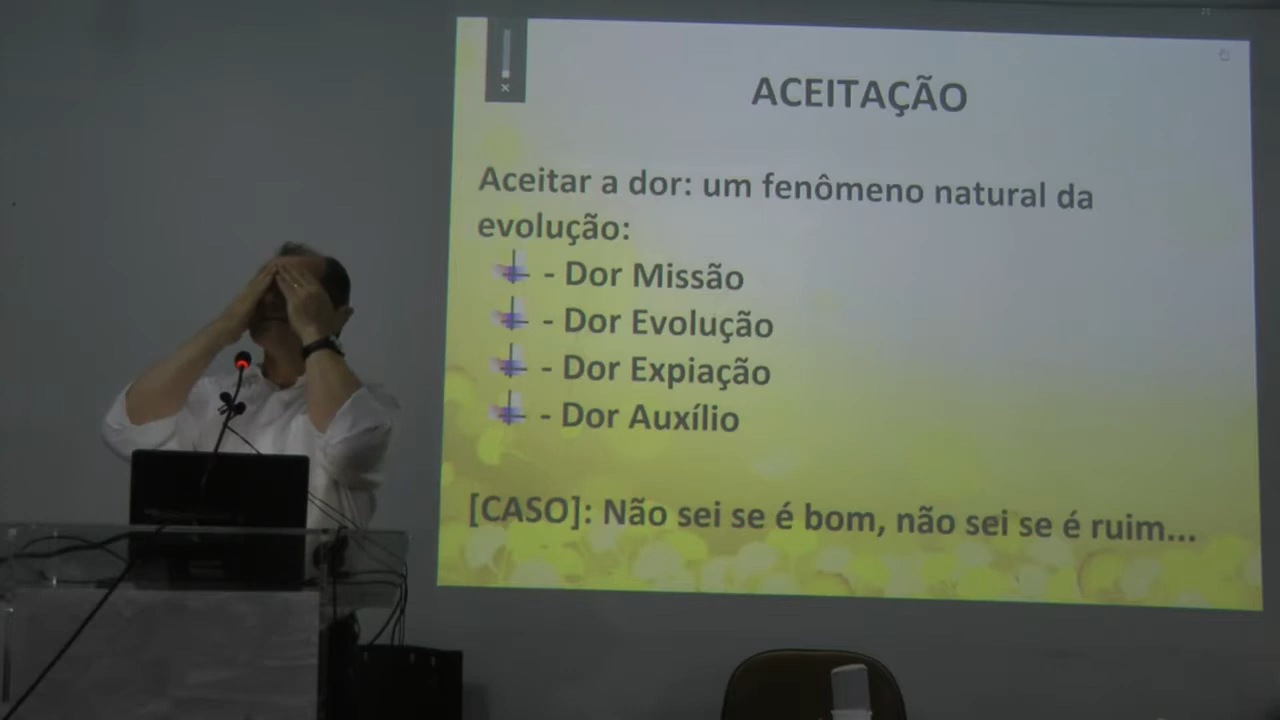 ACEITAÇÃO
Aceitar a dor: um fenômeno natural da
evolução:
- Dor Missão
- Dor Evolução
- Dor Expiação
- Dor Auxílio
[CASO]: Não sei se é bom, não sei se é ruim...